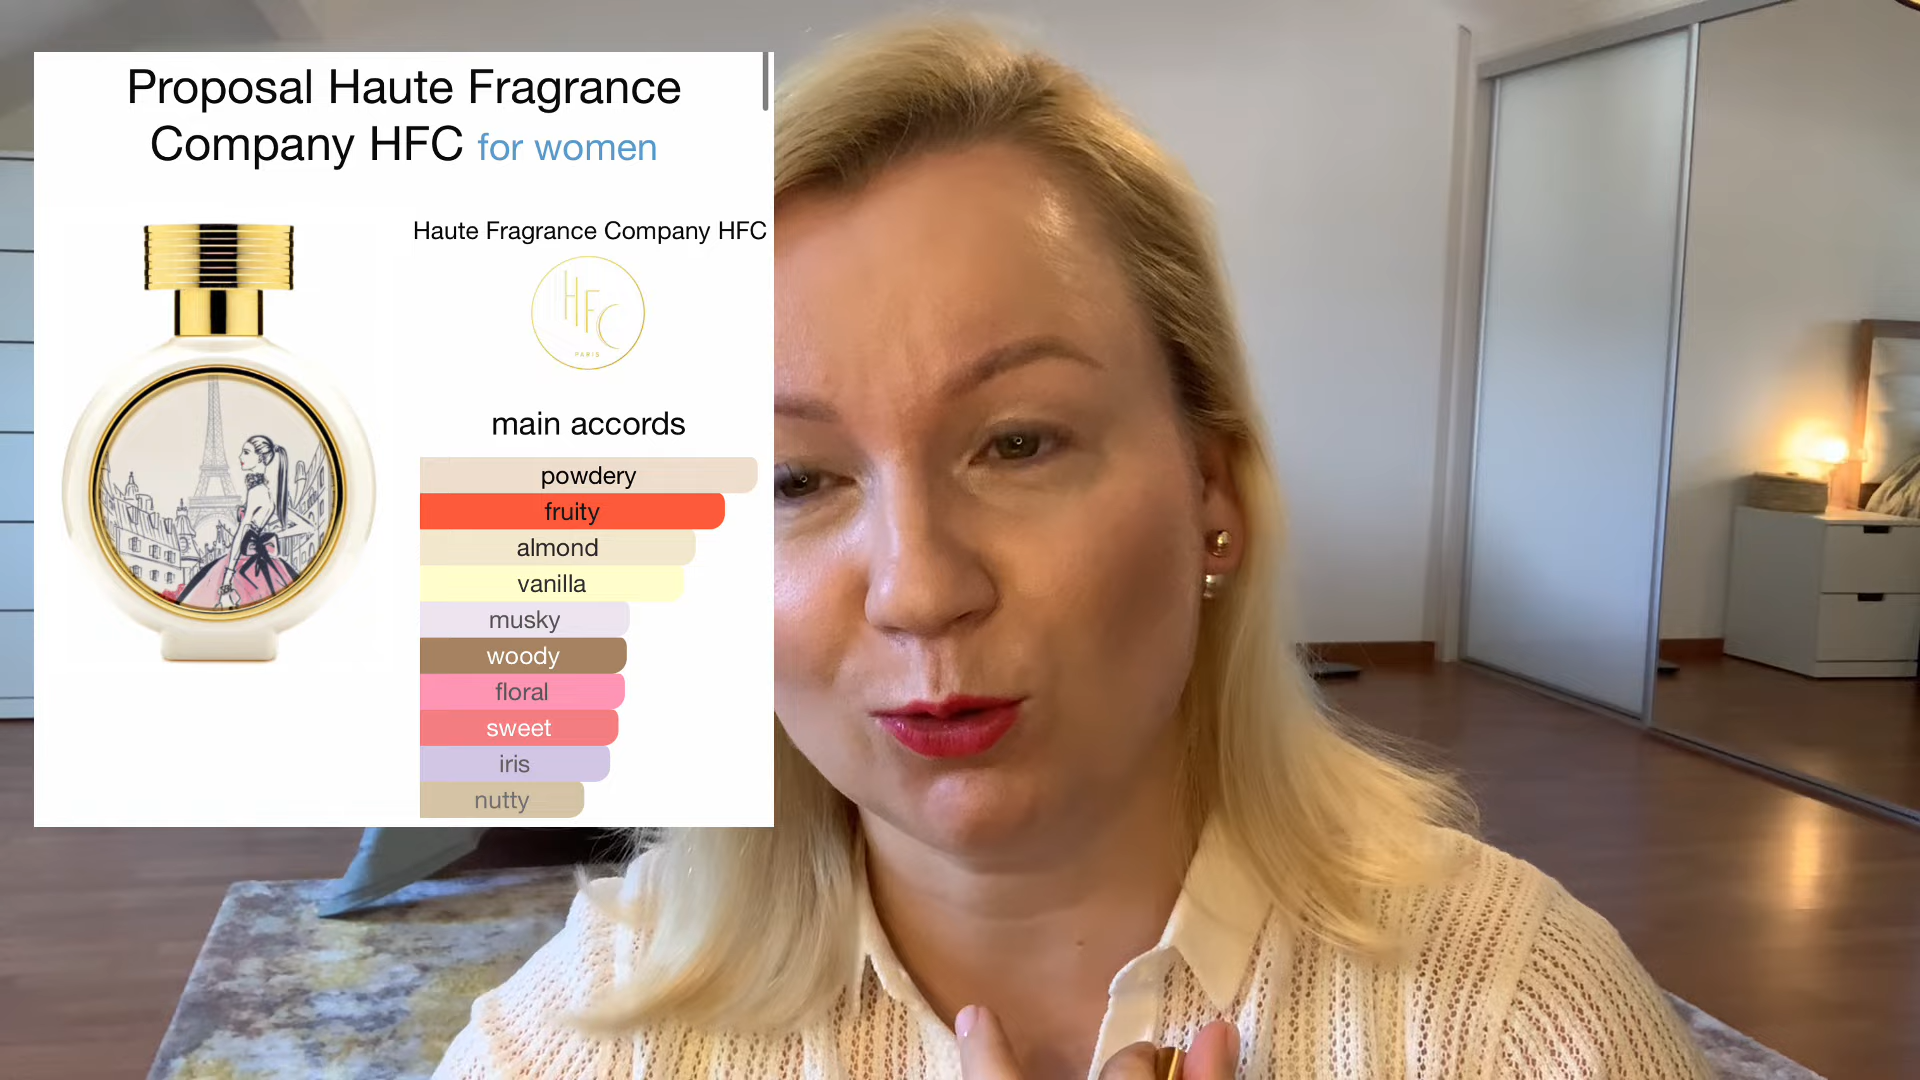 Proposal Haute Fragrance
Company HFC for women
Haute Fragrance Company HFC
HFC
PARIS
main accords
powdery
fruity
almond
vanilla
musky
woody
floral
sweet
iris
nutty